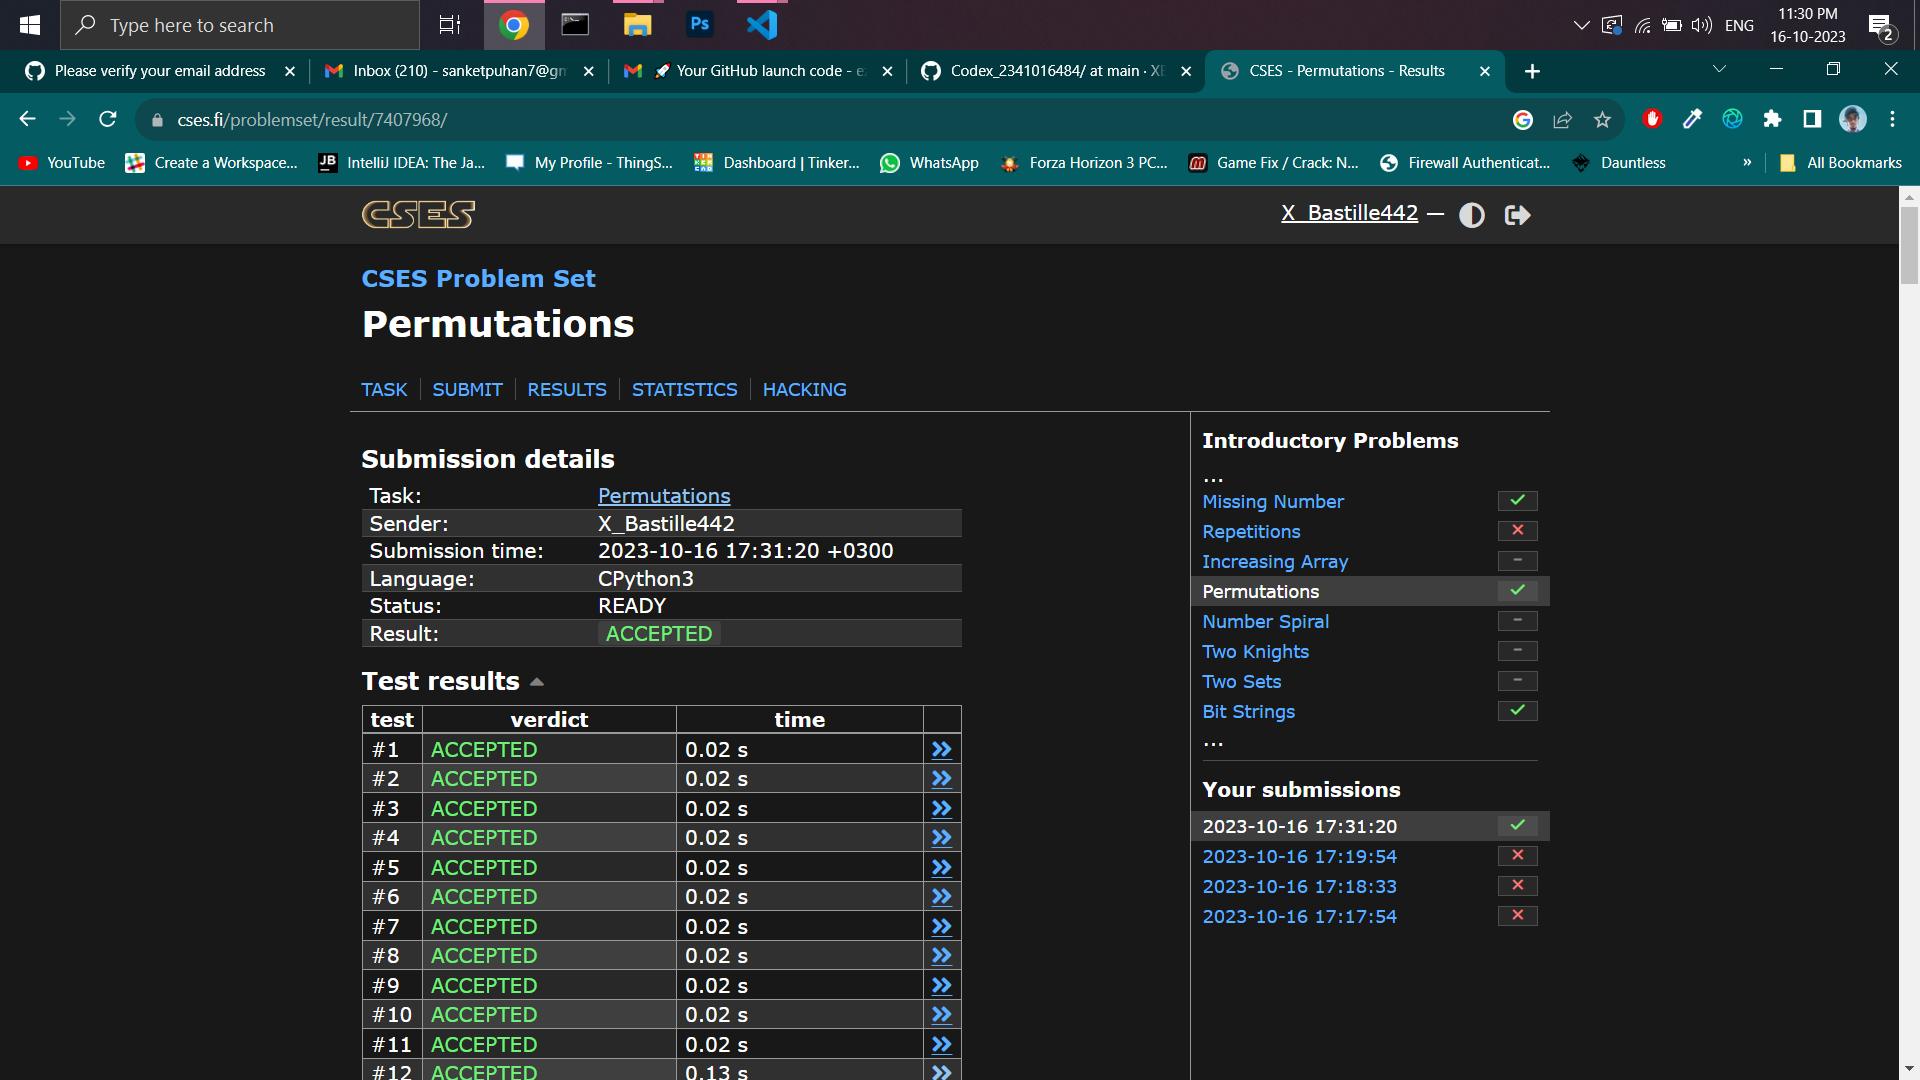 Type here to search
Ps
ENG
11:30 PM
16-10-2023
2
Please verify your email address
Inbox (210) - sanketpuhan7@gm
🚀 Your GitHub launch code - e
Codex_2341016484/ at main · XB
CSES - Permutations - Results
cses.fi/problemset/result/7407968/
YouTube
Create a Workspace...
JB IntelliJ IDEA: The Ja...
My Profile - ThingS...
Dashboard | Tinker...
WhatsApp
Forza Horizon 3 PC...
Game Fix / Crack: N...
Firewall Authenticat...
Dauntless
»
All Bookmarks
CSES
X_Bastille442 —
CSES Problem Set
Permutations
TASK | SUBMIT | RESULTS | STATISTICS | HACKING
Submission details
Task: Permutations
Sender: X_Bastille442
Submission time: 2023-10-16 17:31:20 +0300
Language: CPython3
Status: READY
Result: ACCEPTED
Test results
test verdict time
#1 ACCEPTED 0.02 s »
#2 ACCEPTED 0.02 s »
#3 ACCEPTED 0.02 s »
#4 ACCEPTED 0.02 s »
#5 ACCEPTED 0.02 s »
#6 ACCEPTED 0.02 s »
#7 ACCEPTED 0.02 s »
#8 ACCEPTED 0.02 s »
#9 ACCEPTED 0.02 s »
#10 ACCEPTED 0.02 s »
#11 ACCEPTED 0.02 s »
#12 ACCEPTED 0.13 s »
Introductory Problems
...
Missing Number
Repetitions
Increasing Array
Permutations
Number Spiral
Two Knights
Two Sets
Bit Strings
...
Your submissions
2023-10-16 17:31:20
2023-10-16 17:19:54
2023-10-16 17:18:33
2023-10-16 17:17:54